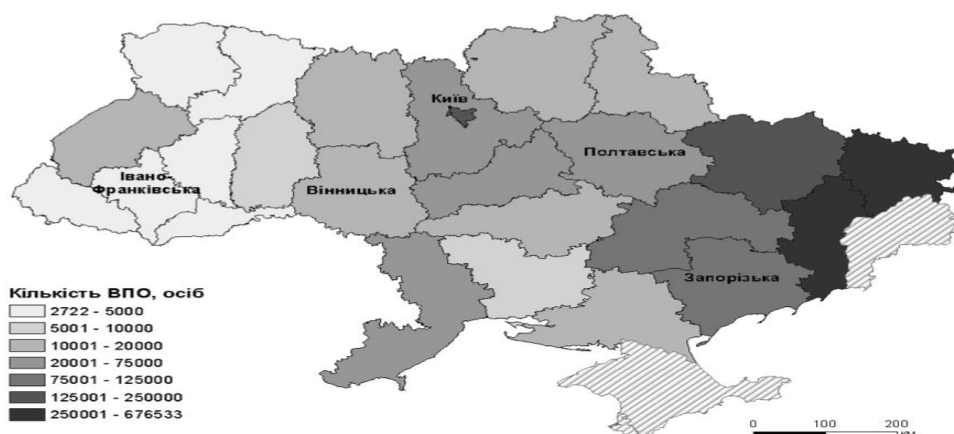 Київ
Полтавська
Івано-
Франківська
Вінницька
Запорізька
Кількість ВПО, осіб
2722 - 5000
5001 - 10000
10001 - 20000
20001 - 75000
75001 - 125000
125001 - 250000
250001 - 676533
0 100 200